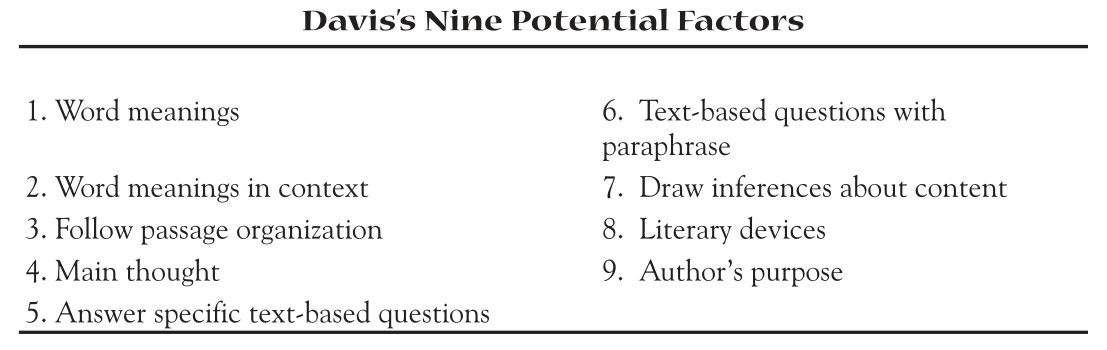 Davis's Nine Potential Factors
1. Word meanings
2. Word meanings in context
3. Follow passage organization
4. Main thought
5. Answer specific text-based questions
6. Text-based questions with
paraphrase
7. Draw inferences about content
8. Literary devices
9. Author's purpose